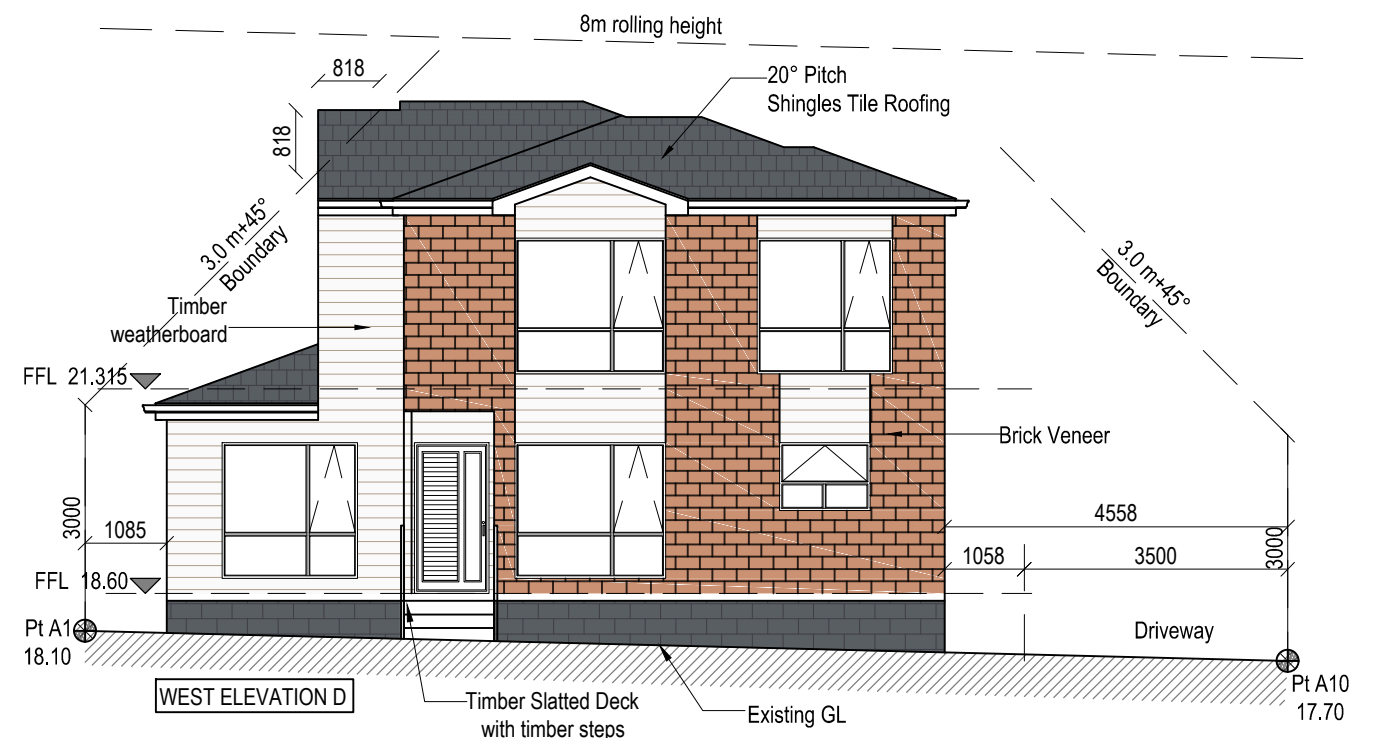 8m rolling height
818
20° Pitch
Shingles Tile Roofing
818
3.0 m+45°
Boundary
3.0 m+45°
Boundary
Timber
weatherboard
FFL 21.315
Brick Veneer
3000
1085
4558
1058
3500
3000
FFL 18.60
Pt A1
18.10
Driveway
Pt A10
17.70
WEST ELEVATION D
Timber Slatted Deck
with timber steps
Existing GL